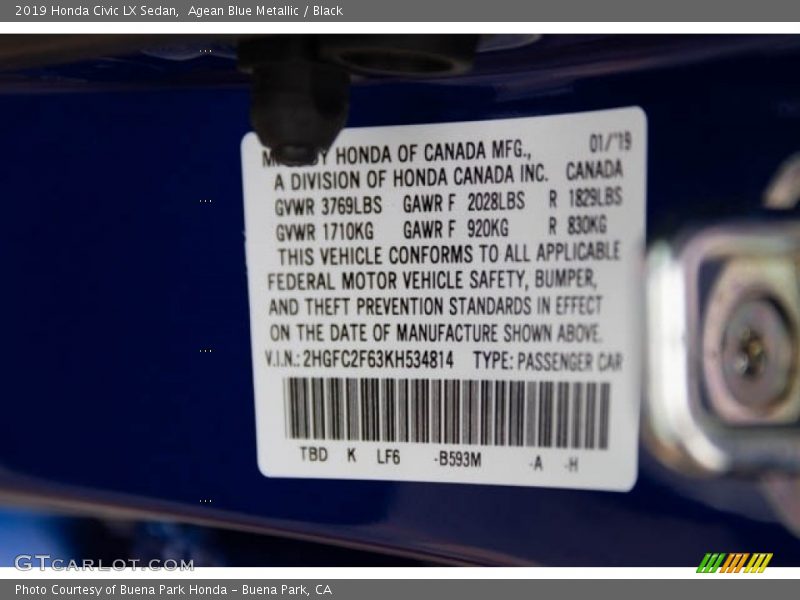 2019 Honda Civic LX Sedan,  Agean Blue Metallic / Black
01/'19
BY HONDA OF CANADA MFG.,
A DIVISION OF HONDA CANADA INC. CANADA
GVWR 3769LBS GAWR F 2028LBS R 1829LBS
GVWR 1710KG GAWR F 920KG R 830KG
THIS VEHICLE CONFORMS TO ALL APPLICABLE
FEDERAL MOTOR VEHICLE SAFETY, BUMPER,
AND THEFT PREVENTION STANDARDS IN EFFECT
ON THE DATE OF MANUFACTURE SHOWN ABOVE.
V.I.N.: 2HGFC2F63KH534814 TYPE: PASSENGER CAR
TBD K LF6 -B593M -A -H
GTCARLOT.COM
Photo Courtesy of Buena Park Honda – Buena Park, CA